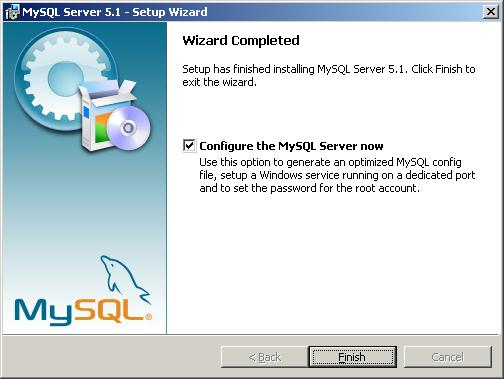 MySQL Server 5.1 - Setup Wizard
Wizard Completed
Setup has finished installing MySQL Server 5.1. Click Finish to
exit the wizard.
Configure the MySQL Server now
Use this option to generate an optimized MySQL config
file, setup a Windows service running on a dedicated port
and to set the password for the root account.
MySQL®
< Back
Finish
Cancel